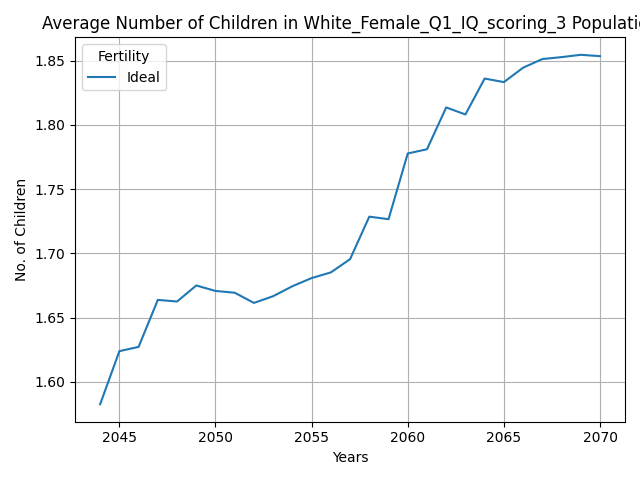 Average Number of Children in White_Female_Q1_IQ_scoring_3 Populati
Fertility
Ideal
1.85
1.80
1.75
1.70
1.65
1.60
No. of Children
2045 2050 2055 2060 2065 2070
Years